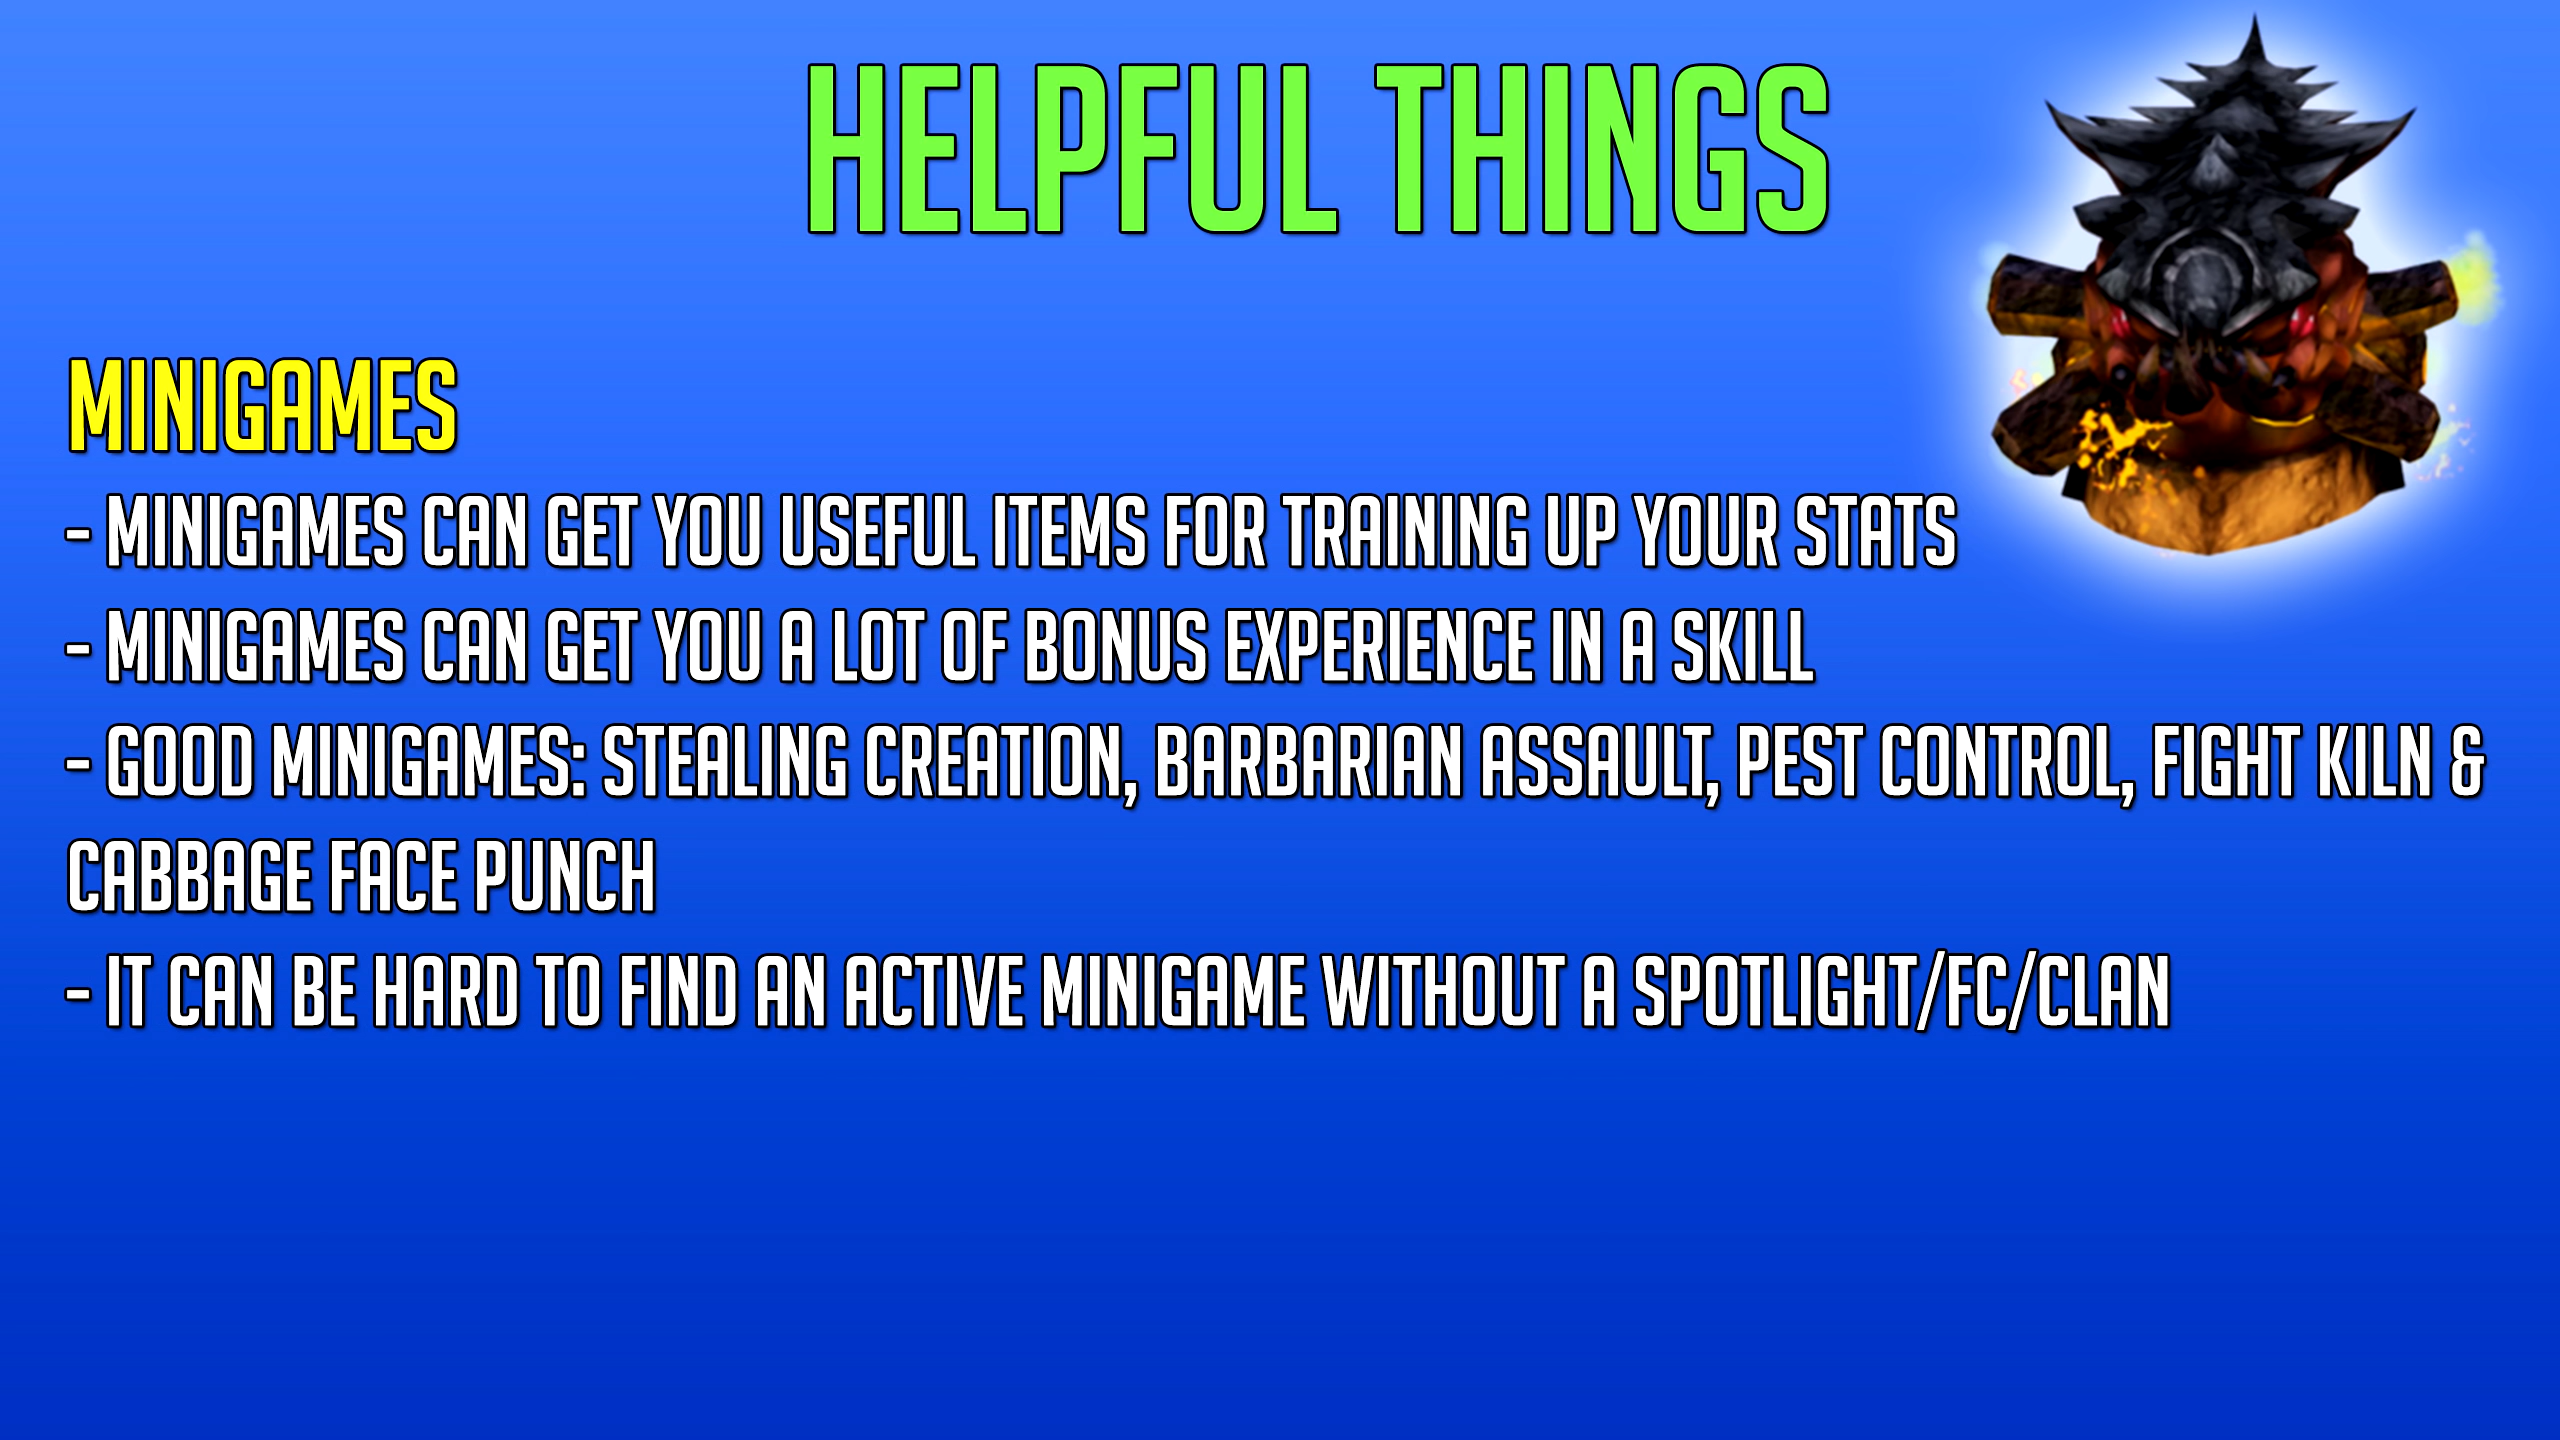 HELPFUL THINGS
MINIGAMES
- MINIGAMES CAN GET YOU USEFUL ITEMS FOR TRAINING UP YOUR STATS
- MINIGAMES CAN GET YOU A LOT OF BONUS EXPERIENCE IN A SKILL
- GOOD MINIGAMES: STEALING CREATION, BARBARIAN ASSAULT, PEST CONTROL, FIGHT KILN &
CABBAGE FACE PUNCH
- IT CAN BE HARD TO FIND AN ACTIVE MINIGAME WITHOUT A SPOTLIGHT/FC/CLAN